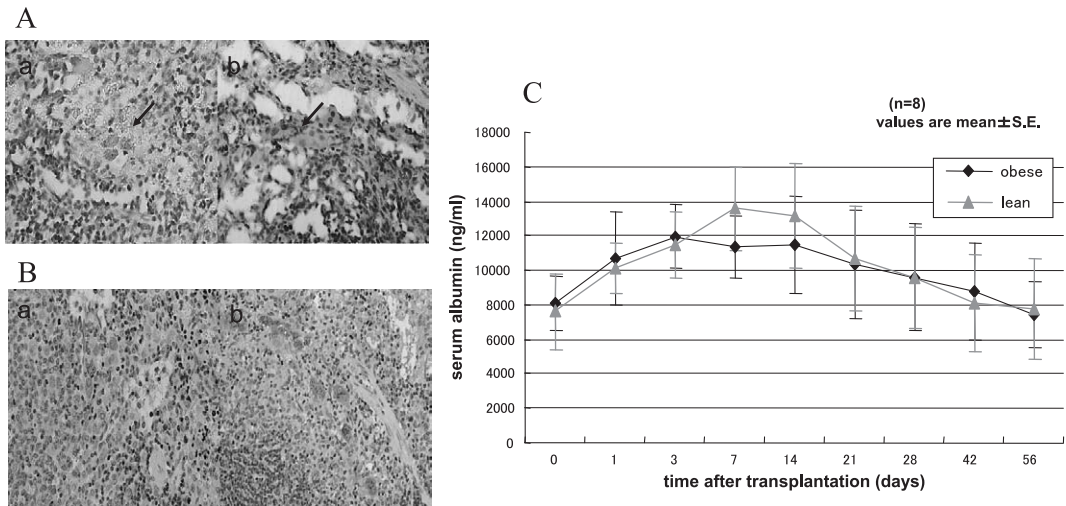 A
a
b
B
a
b
C
(n=8)
values are mean±S.E.
serum albumin (ng/ml)
18000
16000
14000
12000
10000
8000
6000
4000
2000
0
obese
lean
0 1 3 7 14 21 28 42 56
time after transplantation (days)